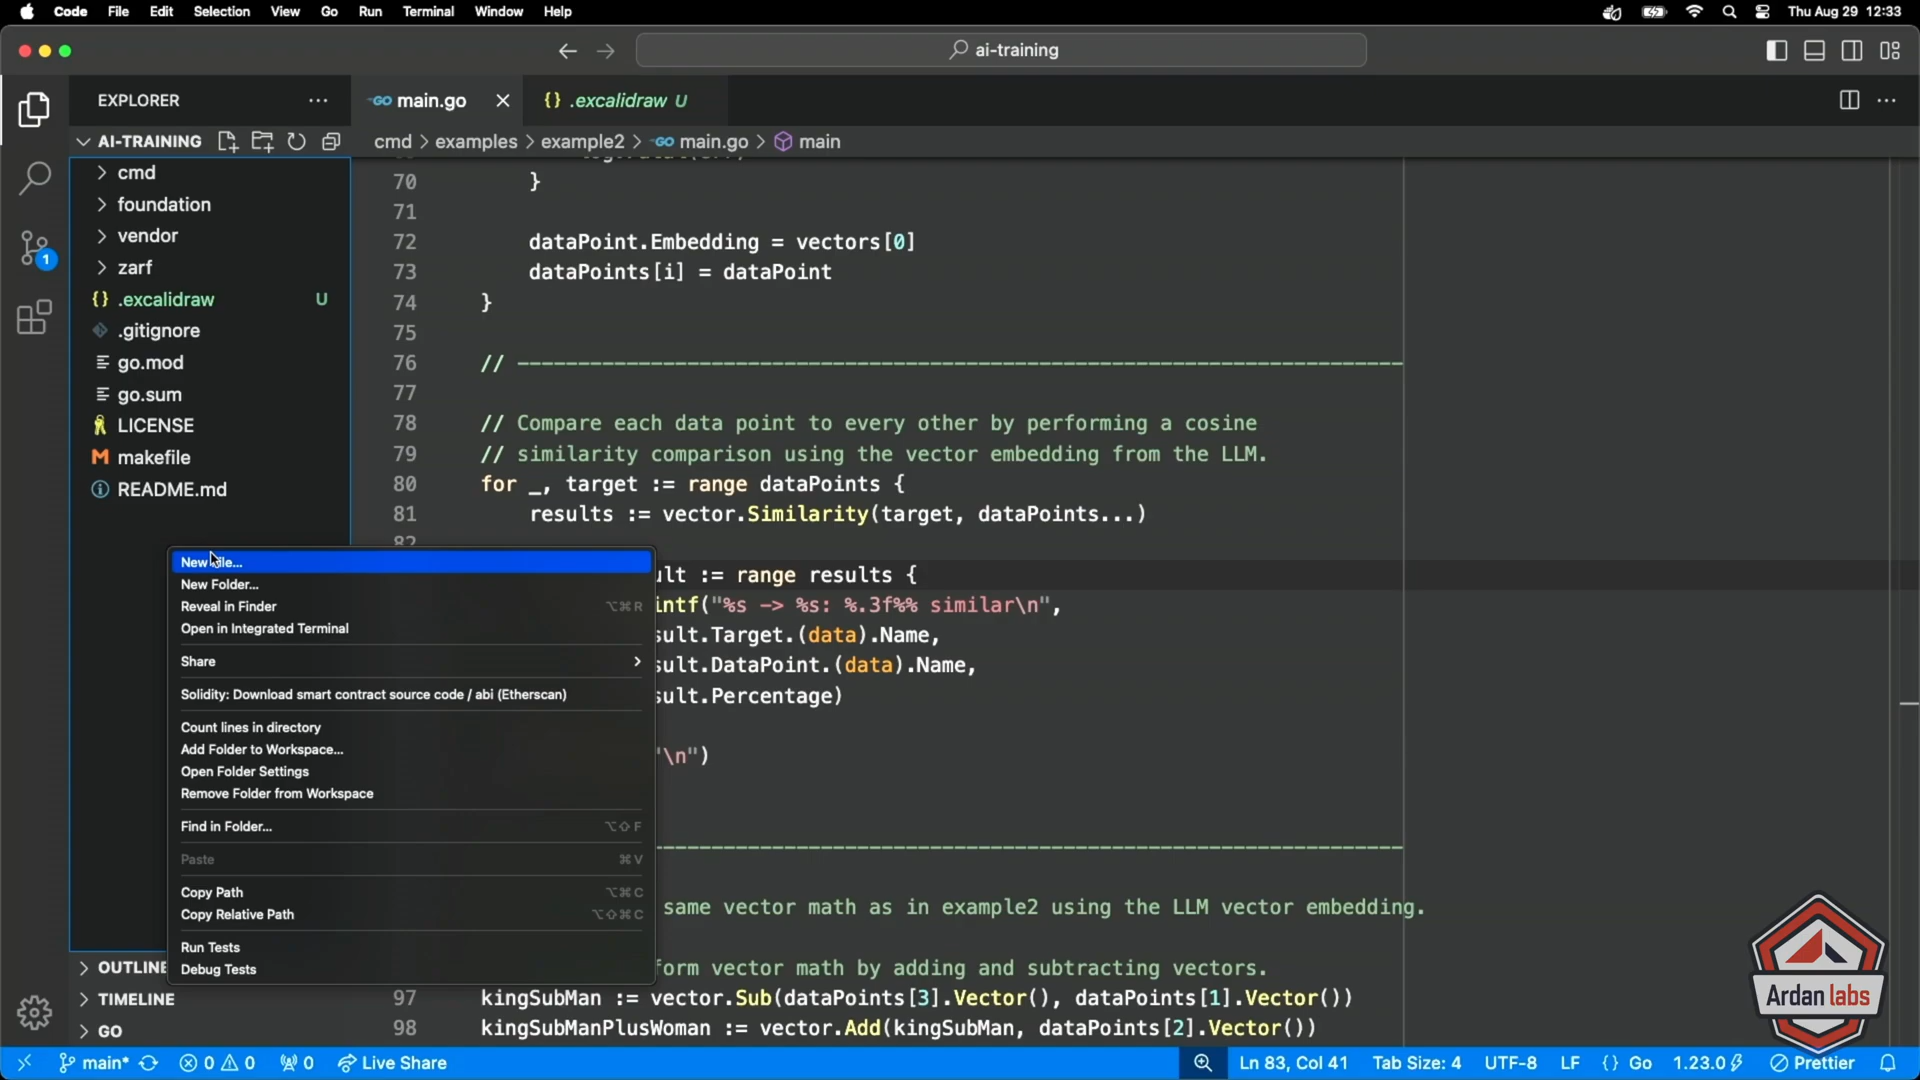 Code File Edit Selection View Go Run Terminal Window Help Thu Aug 29 12:33
ai-training
EXPLORER
main.go
{} .excalidraw U
AI-TRAINING
cmd > examples > example2 > main.go > main
cmd
foundation
vendor
zarf
{} .excalidraw U
.gitignore
go.mod
go.sum
LICENSE
makefile
README.md
OUTLINE
TIMELINE
GO
70 }
71
72 dataPoint.Embedding = vectors[0]
73 dataPoints[i] = dataPoint
74 }
75
76 // ----------------------------------------
77
78 // Compare each data point to every other by performing a cosine
79 // similarity comparison using the vector embedding from the LLM.
80 for _, target := range dataPoints {
81 results := vector.Similarity(target, dataPoints...)
82
ult := range results {
intf("%s -> %s: %.3f%% similar\n",
sult.Target.(data).Name,
sult.DataPoint.(data).Name,
sult.Percentage)
"\n")
same vector math as in example2 using the LLM vector embedding.
form vector math by adding and subtracting vectors.
97 kingSubMan := vector.Sub(dataPoints[3].Vector(), dataPoints[1].Vector())
98 kingSubManPlusWoman := vector.Add(kingSubMan, dataPoints[2].Vector())
New File...
New Folder...
Reveal in Finder ⌥⌘R
Open in Integrated Terminal
Share
Solidity: Download smart contract source code / abi (Etherscan)
Count lines in directory
Add Folder to Workspace...
Open Folder Settings
Remove Folder from Workspace
Find in Folder... ⌥⇧F
Paste ⌘V
Copy Path ⌥⌘C
Copy Relative Path ⌥⇧⌘C
Run Tests
Debug Tests
1
Ardan labs
main* 0 0 0 Live Share Ln 83, Col 41 Tab Size: 4 UTF-8 LF {} Go 1.23.0 Prettier